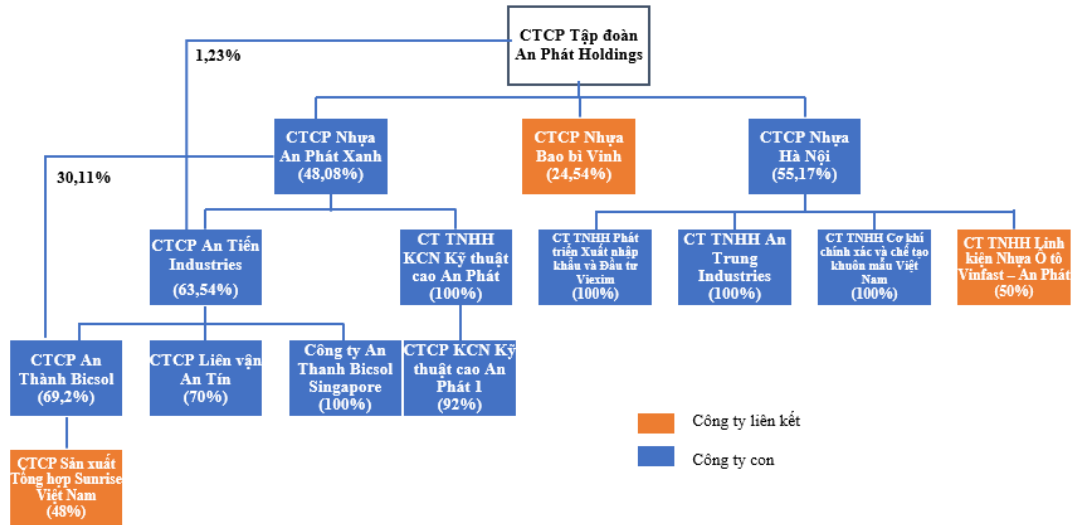 CTCP Tập đoàn
An Phát Holdings
1,23%
CTCP Nhựa
An Phát Xanh
(48,08%)
CTCP Nhựa
Bao bì Vinh
(24,54%)
CTCP Nhựa
Hà Nội
(55,17%)
30,11%
CTCP An Tiến
Industries
(63,54%)
CT TNHH
KCN Kỹ thuật
cao An Phát
(100%)
CT TNHH Phát
triển Xuất nhập
khẩu và Đầu tư
Viexim
(100%)
CT TNHH An
Trung
Industries
(100%)
CT TNHH Cơ khí
chính xác và chế tạo
khuôn mẫu Việt
Nam
(100%)
CT TNHH Linh
kiện Nhựa Ô tô
Vinfast – An Phát
(50%)
CTCP An
Thành Bicsol
(69,2%)
CTCP Liên vận
An Tín
(70%)
Công ty An
Thanh Bicsol
Singapore
(100%)
CTCP KCN Kỹ
thuật cao An
Phát 1
(92%)
CTCP Sản xuất
Tổng hợp Sunrise
Việt Nam
(48%)
Công ty liên kết
Công ty con